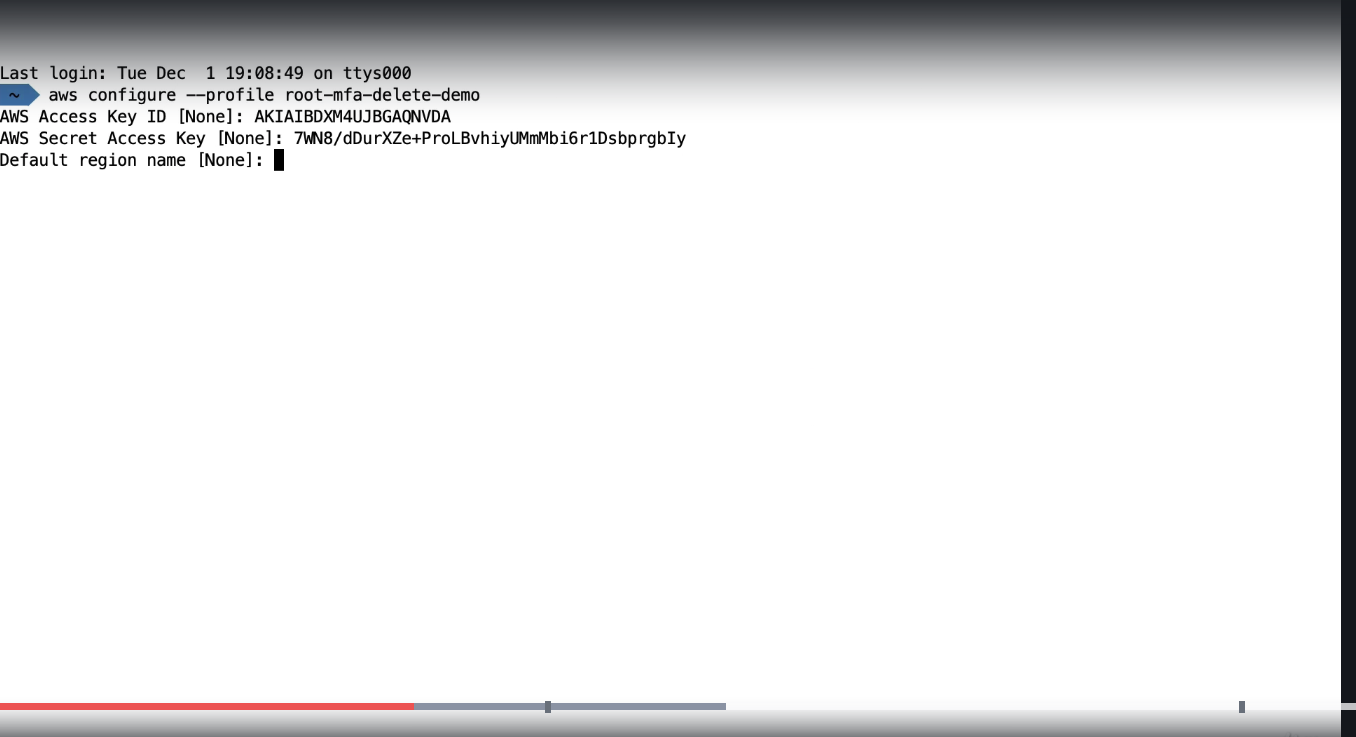 Last login: Tue Dec  1 19:08:49 on ttys000
~ aws configure --profile root-mfa-delete-demo
AWS Access Key ID [None]: AKIAIBDXM4UJBGAQNVDA
AWS Secret Access Key [None]: 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
Default region name [None]: